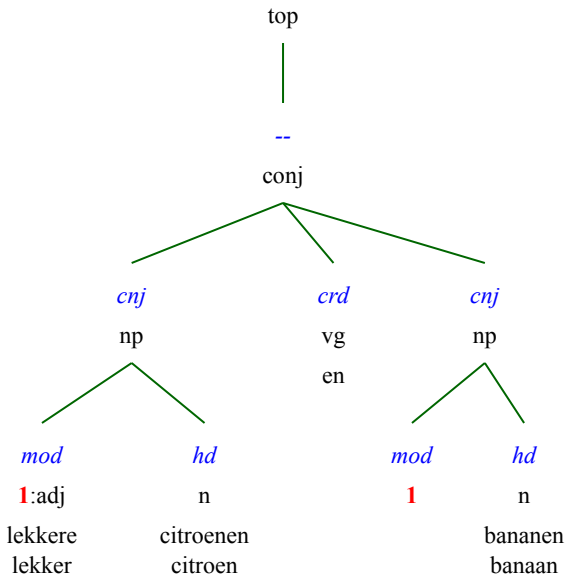 top
--
conj
cnj crd cnj
np vg np
en
mod hd mod hd
1:adj n 1 n
lekkere citroenen bananen
lekker citroen banaan